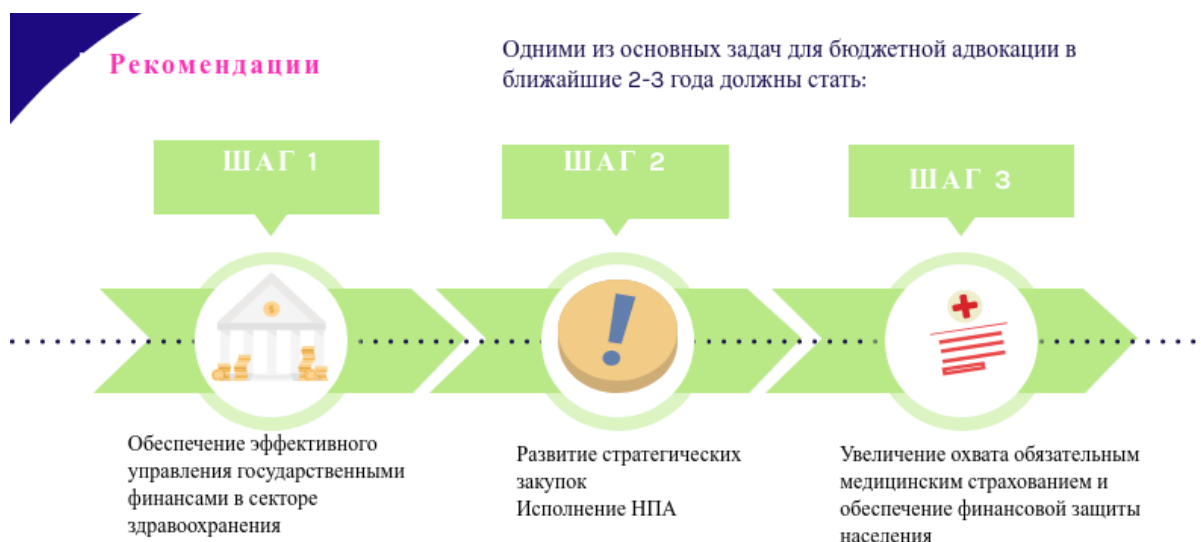 Рекомендации
Одними из основных задач для бюджетной адвокации в
ближайшие 2-3 года должны стать:
ШАГ 1
ШАГ 2
ШАГ 3
Обеспечение эффективного
управления государственными
финансами в секторе
здравоохранения
Развитие стратегических
закупок
Исполнение НПА
Увеличение охвата обязательным
медицинским страхованием и
обеспечение финансовой защиты
населения